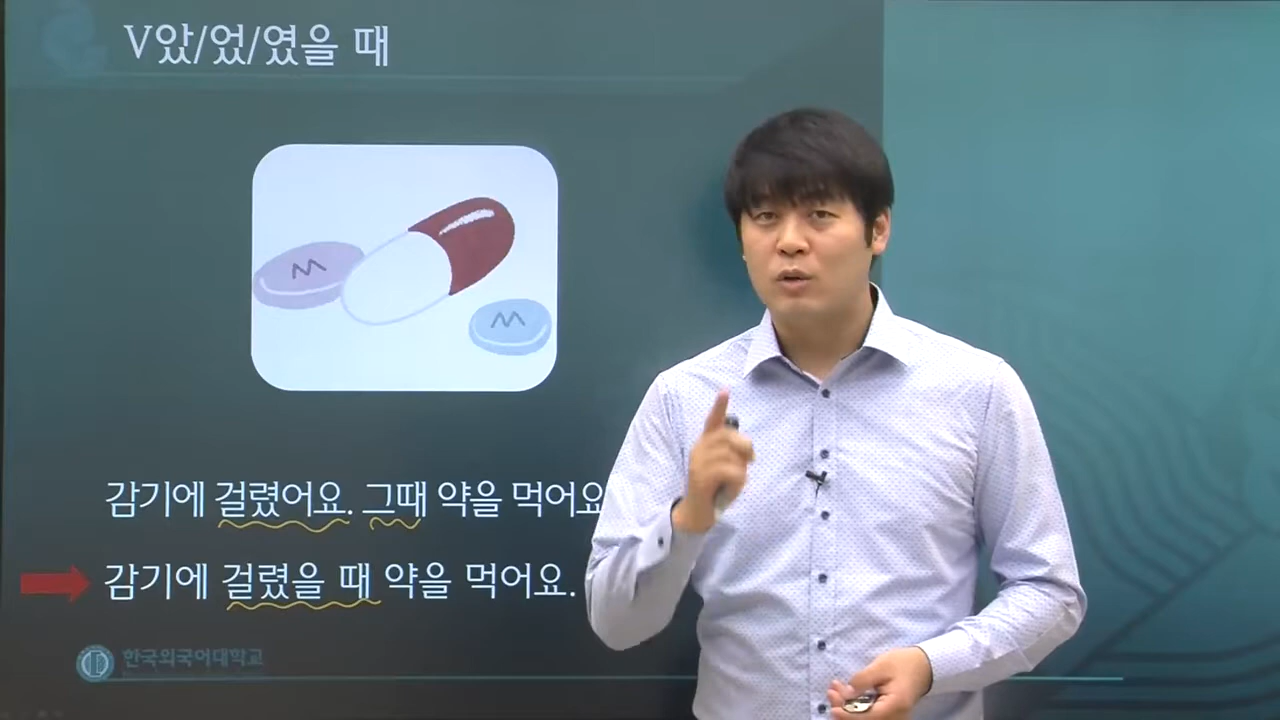 V았/었/였을 때
M
M
감기에 걸렸어요. 그때 약을 먹어요
감기에 걸렸을 때 약을 먹어요.
한국외국어대학교